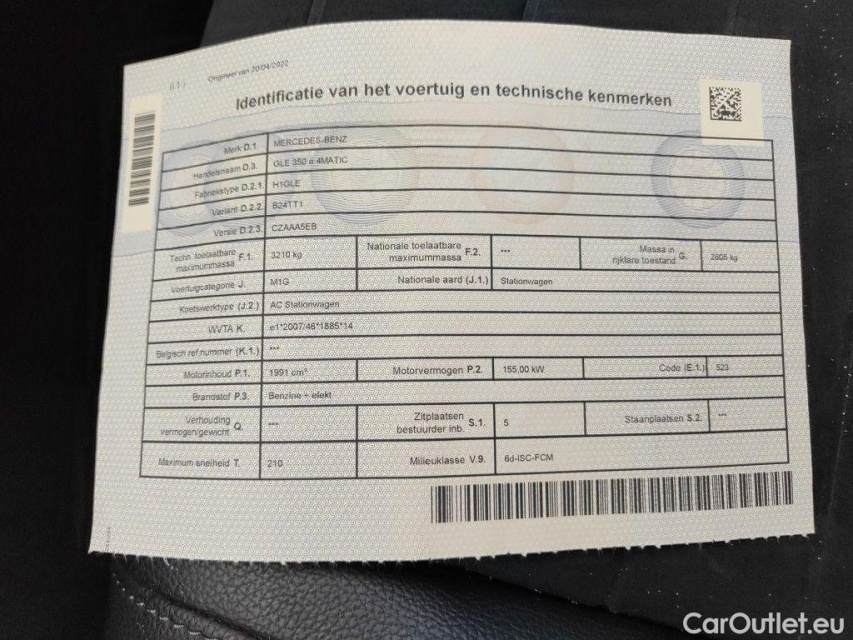 Origineel van 20/04/2022
Identificatie van het voertuig en technische kenmerken
Merk D.1. MERCEDES-BENZ
Handelsnaam D.3. GLE 350 e 4MATIC
Fabriekstype D.2.1. H1GLE
Variant D.2.2. B24TT1
Versie D.2.3. CZAAA5EB
Techn. toelaatbare maximummassa F.1. 3210 kg Nationale toelaatbare maximummassa F.2. --- Massa in rijklare toestand G. 2605 kg
Voertuigcategorie J. M1G Nationale aard (J.1.) Stationwagen
Koetswerktype (J.2.) AC Stationwagen
WVTA K. e1*2007/46*1885*14
Belgisch ref.nummer (K.1.) ---
Motorinhoud P.1. 1991 cm³ Motorvermogen P.2. 155,00 kW Code (E.1.) 523
Brandstof P.3. Benzine + elekt
Verhouding vermogen/gewicht Q. --- Zitplaatsen bestuurder inb. S.1. 5 Staanplaatsen S.2. ---
Maximum snelheid T. 210 Milieuklasse V.9. 6d-ISC-FCM
CarOutlet.eu